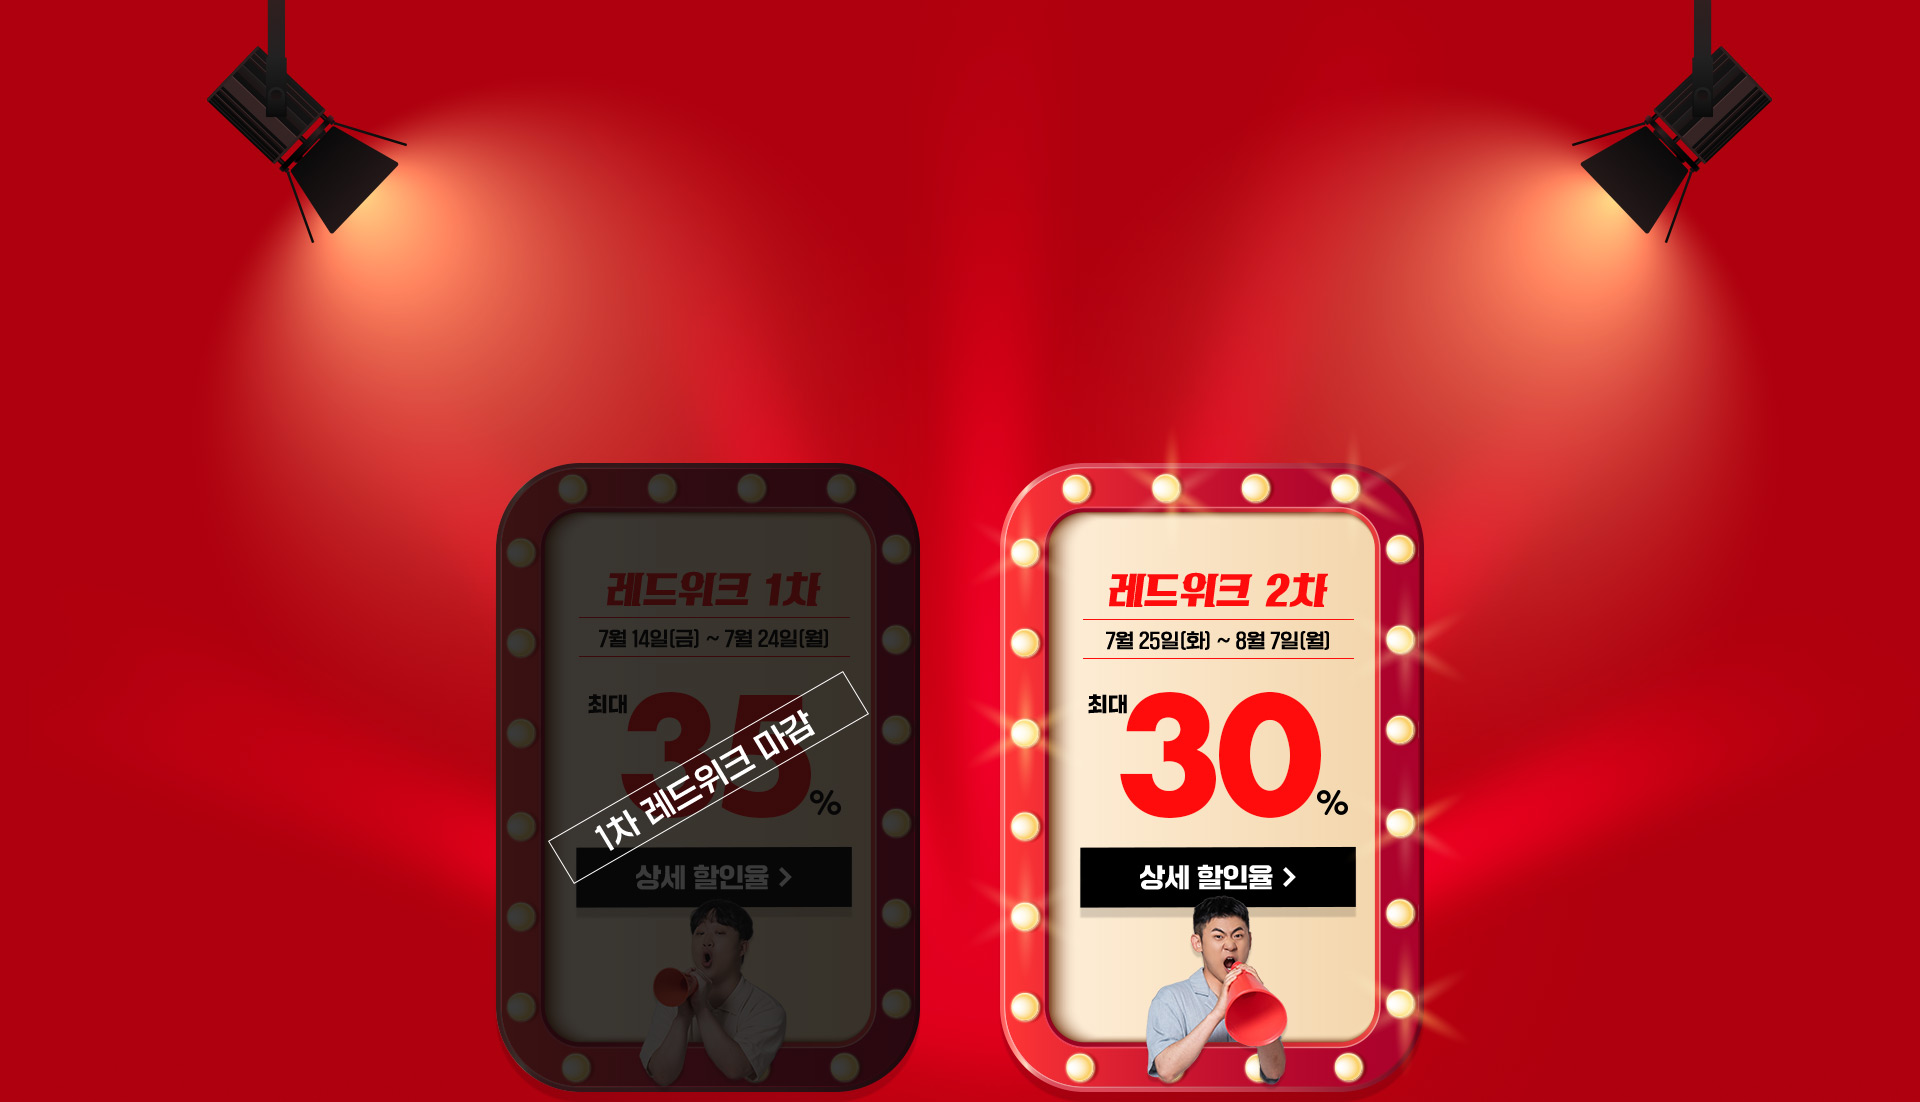 레드위크 1차
7월 14일(금) ~ 7월 24일(월)
최대
35%
1차 레드위크 마감
상세 할인율 >
레드위크 2차
7월 25일(화) ~ 8월 7일(월)
최대
30%
상세 할인율 >